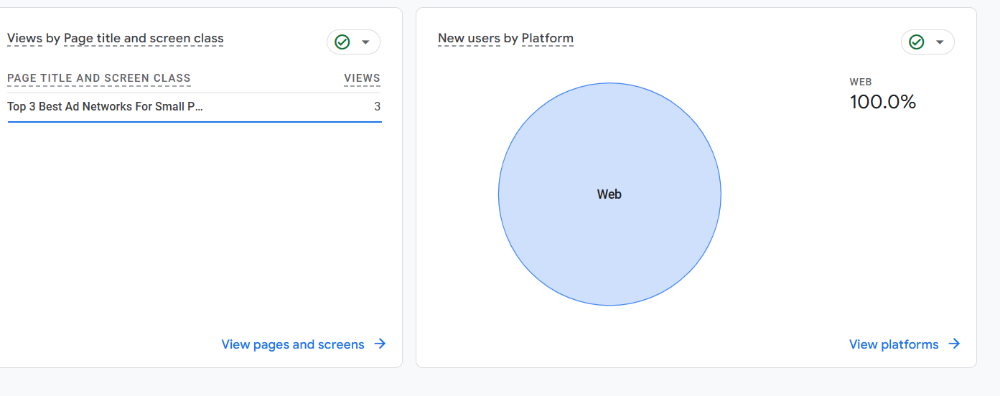 Views by Page title and screen class
PAGE TITLE AND SCREEN CLASS VIEWS
Top 3 Best Ad Networks For Small P... 3
View pages and screens
New users by Platform
WEB
100.0%
Web
View platforms